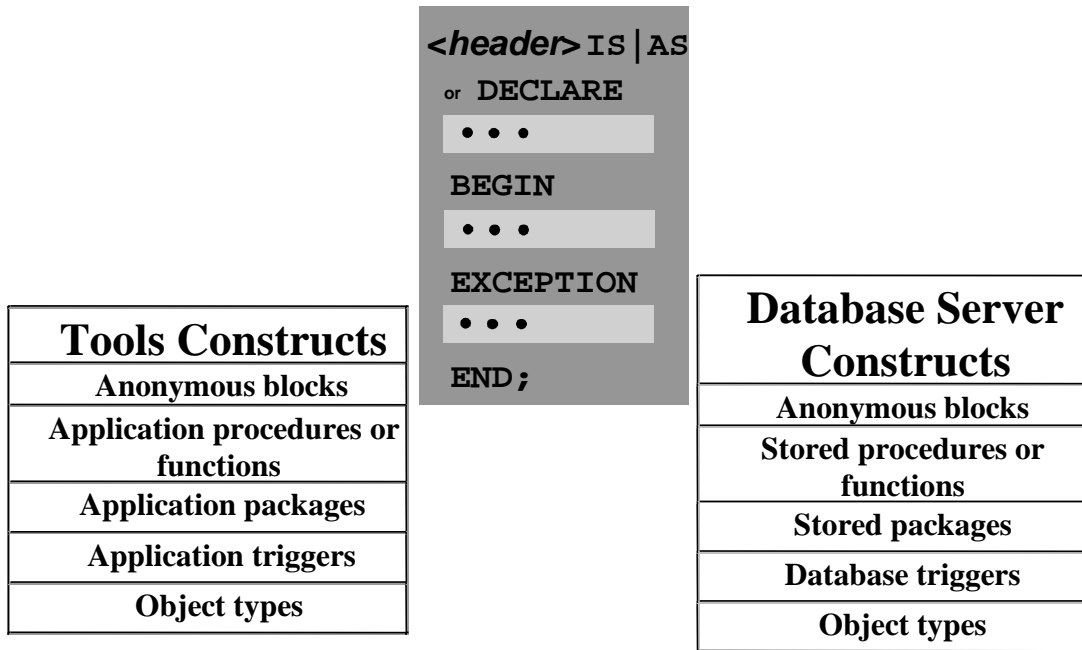 <header> IS|AS
or DECLARE
• • •
BEGIN
• • •
EXCEPTION
• • •
END;
Tools Constructs
Anonymous blocks
Application procedures or
functions
Application packages
Application triggers
Object types
Database Server
Constructs
Anonymous blocks
Stored procedures or
functions
Stored packages
Database triggers
Object types